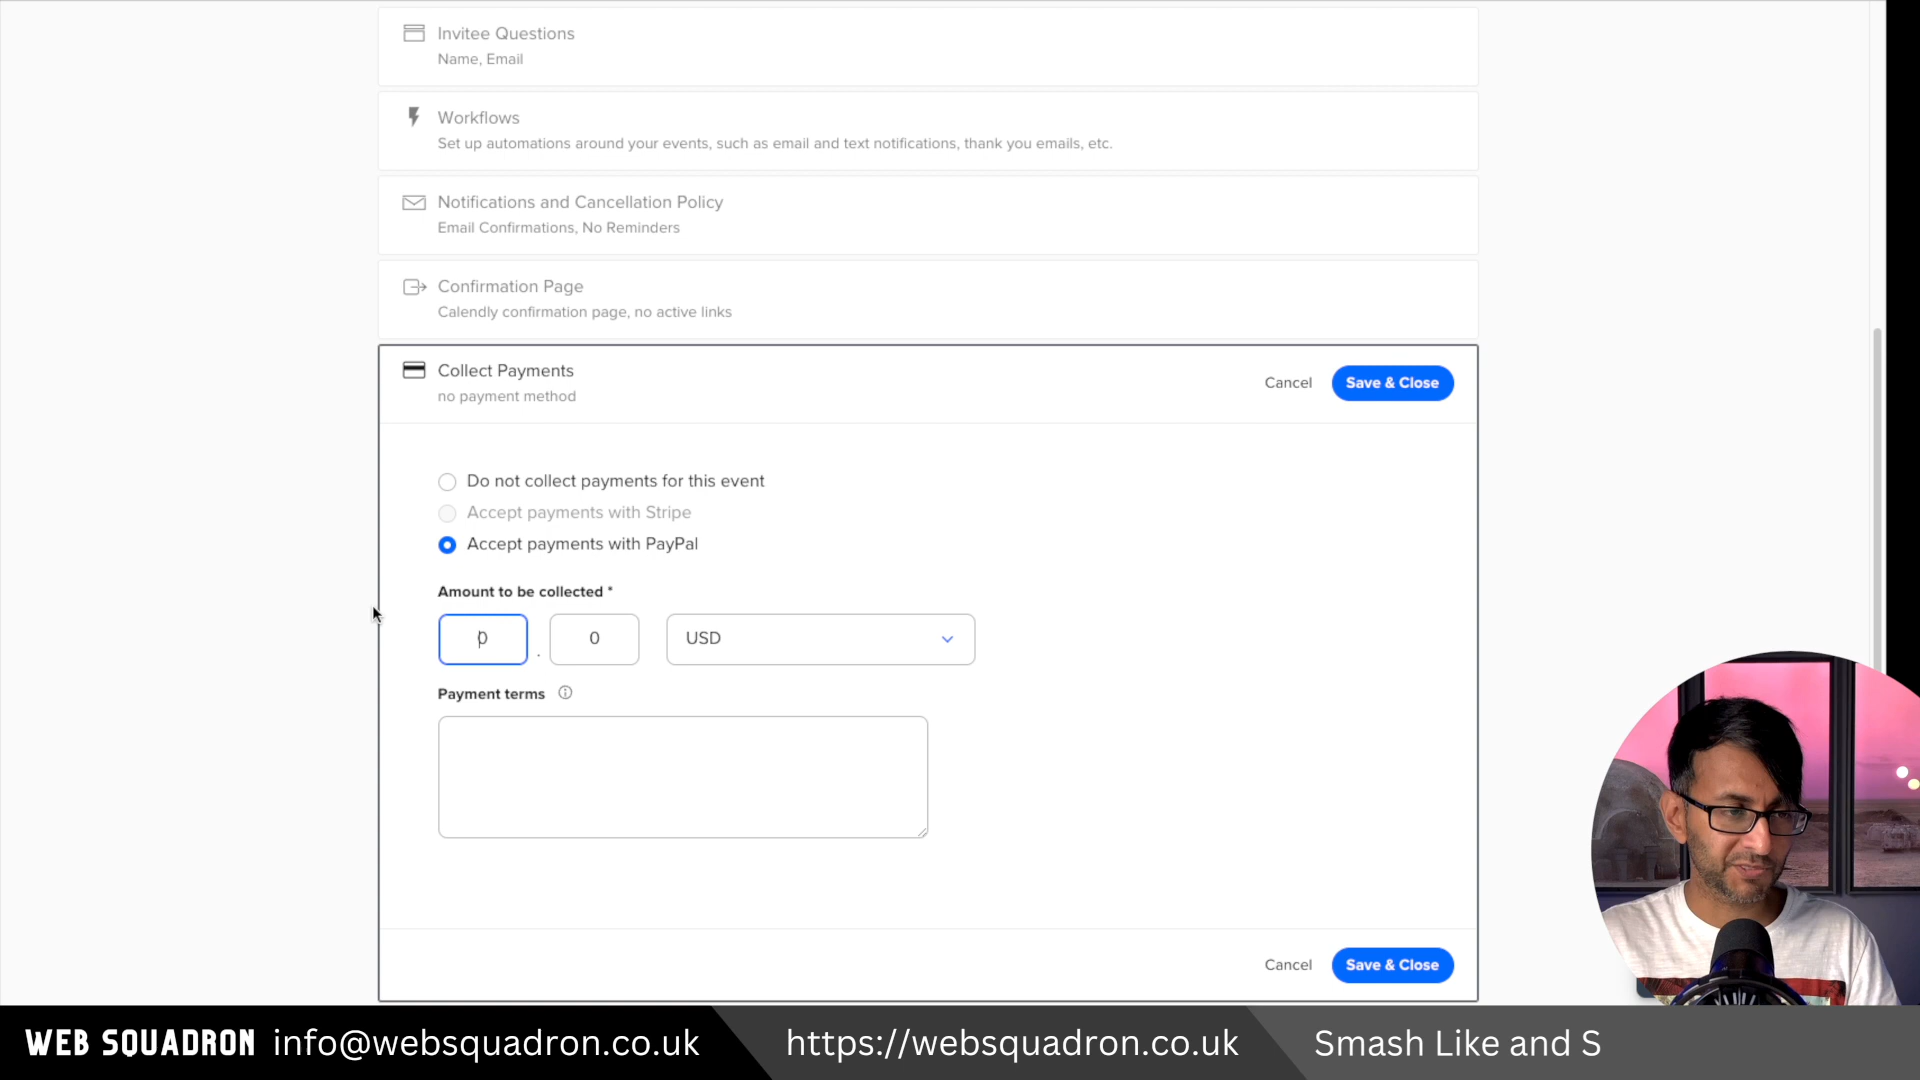 Invitee Questions
Name, Email
Workflows
Set up automations around your events, such as email and text notifications, thank you emails, etc.
Notifications and Cancellation Policy
Email Confirmations, No Reminders
Confirmation Page
Calendly confirmation page, no active links
Collect Payments
no payment method
Cancel
Save & Close
Do not collect payments for this event
Accept payments with Stripe
Accept payments with PayPal
Amount to be collected *
0 . 0 USD
Payment terms
Cancel
Save & Close
WEB SQUADRON info@websquadron.co.uk https://websquadron.co.uk Smash Like and S